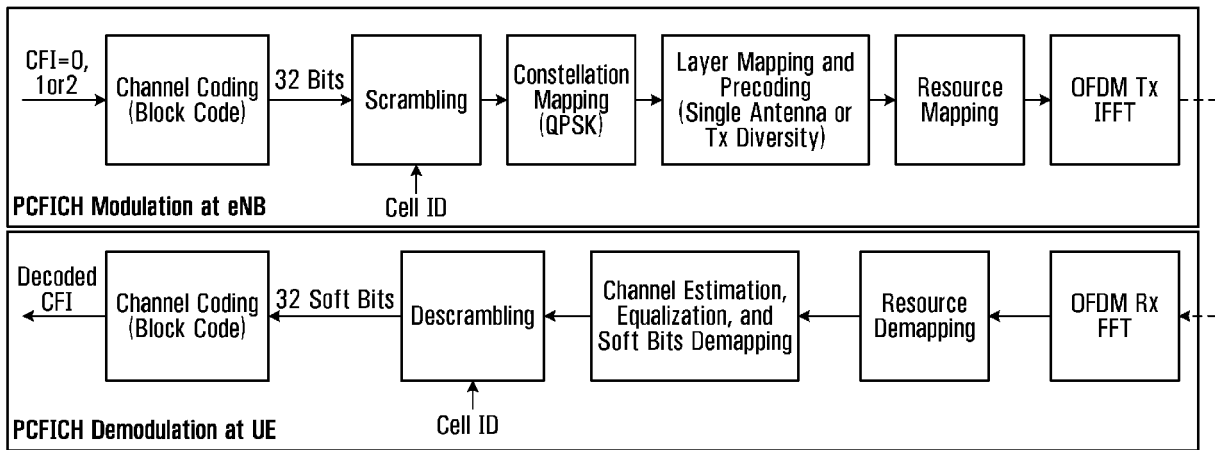 CFI=0,
1or2
Channel Coding
(Block Code)
32 Bits
Scrambling
Cell ID
Constellation
Mapping
(QPSK)
Layer Mapping and
Precoding
(Single Antenna or
Tx Diversity)
Resource
Mapping
OFDM Tx
IFFT
PCFICH Modulation at eNB
Decoded
CFI
Channel Coding
(Block Code)
32 Soft Bits
Descrambling
Cell ID
Channel Estimation,
Equalization, and
Soft Bits Demapping
Resource
Demapping
OFDM Rx
FFT
PCFICH Demodulation at UE